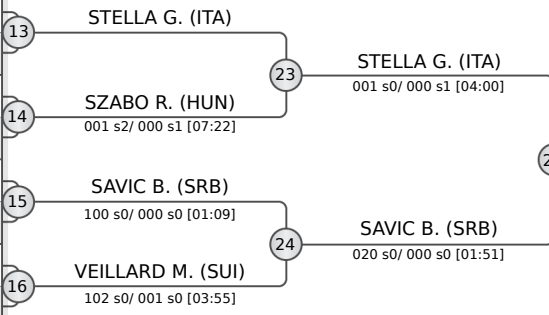 STELLA G. (ITA)
13
STELLA G. (ITA)
23
001 s0/ 000 s1 [04:00]
SZABO R. (HUN)
14
001 s2/ 000 s1 [07:22]
SAVIC B. (SRB)
15
100 s0/ 000 s0 [01:09]
SAVIC B. (SRB)
24
020 s0/ 000 s0 [01:51]
VEILLARD M. (SUI)
16
102 s0/ 001 s0 [03:55]